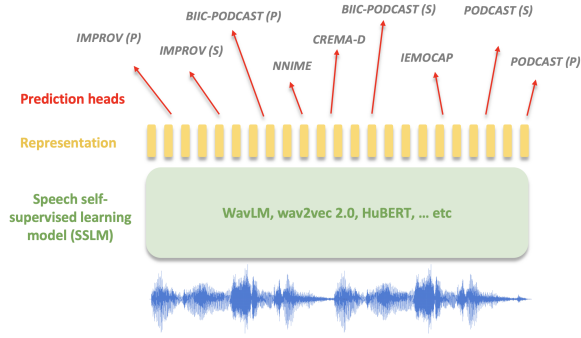 BIIC-PODCAST (P)
BIIC-PODCAST (S)
PODCAST (S)
IMPROV (P)
IMPROV (S)
CREMA-D
NNIME
IEMOCAP
PODCAST (P)
Prediction heads
Representation
Speech self-
supervised learning
model (SSLM)
WavLM, wav2vec 2.0, HuBERT, ... etc